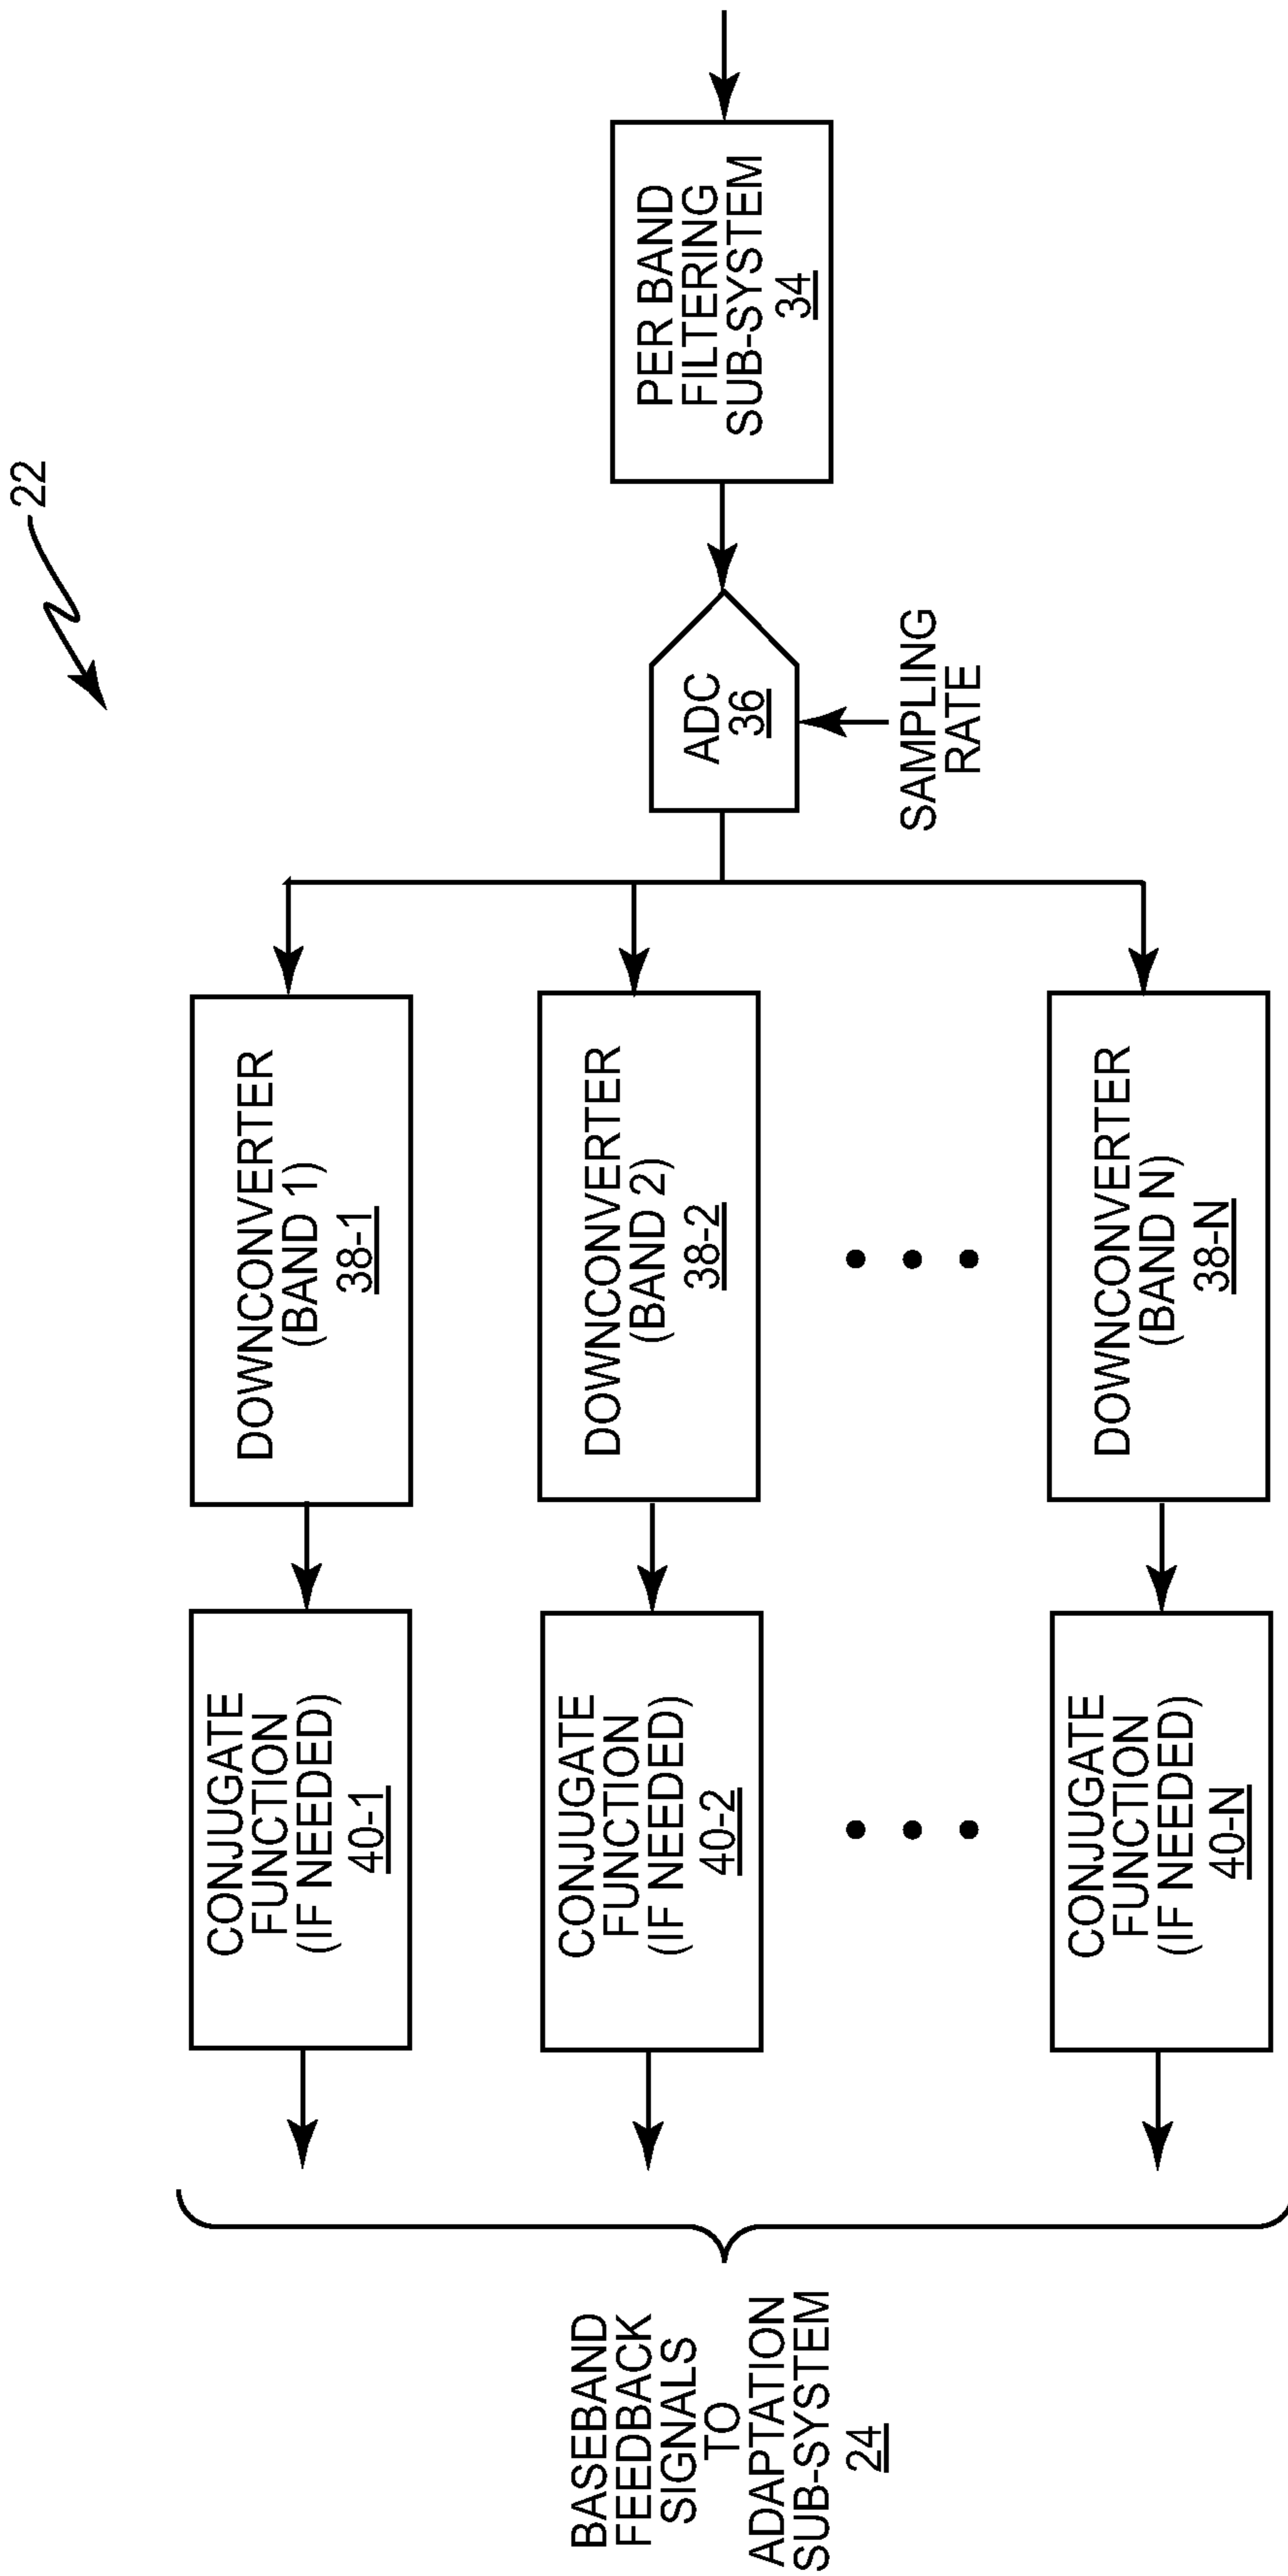 22
PER BAND
FILTERING
SUB-SYSTEM
34
ADC
36
SAMPLING
RATE
DOWNCONVERTER
(BAND 1)
38-1
DOWNCONVERTER
(BAND 2)
38-2
DOWNCONVERTER
(BAND N)
38-N
CONJUGATE
FUNCTION
(IF NEEDED)
40-1
CONJUGATE
FUNCTION
(IF NEEDED)
40-2
CONJUGATE
FUNCTION
(IF NEEDED)
40-N
BASEBAND
FEEDBACK
SIGNALS
TO
ADAPTATION
SUB-SYSTEM
24